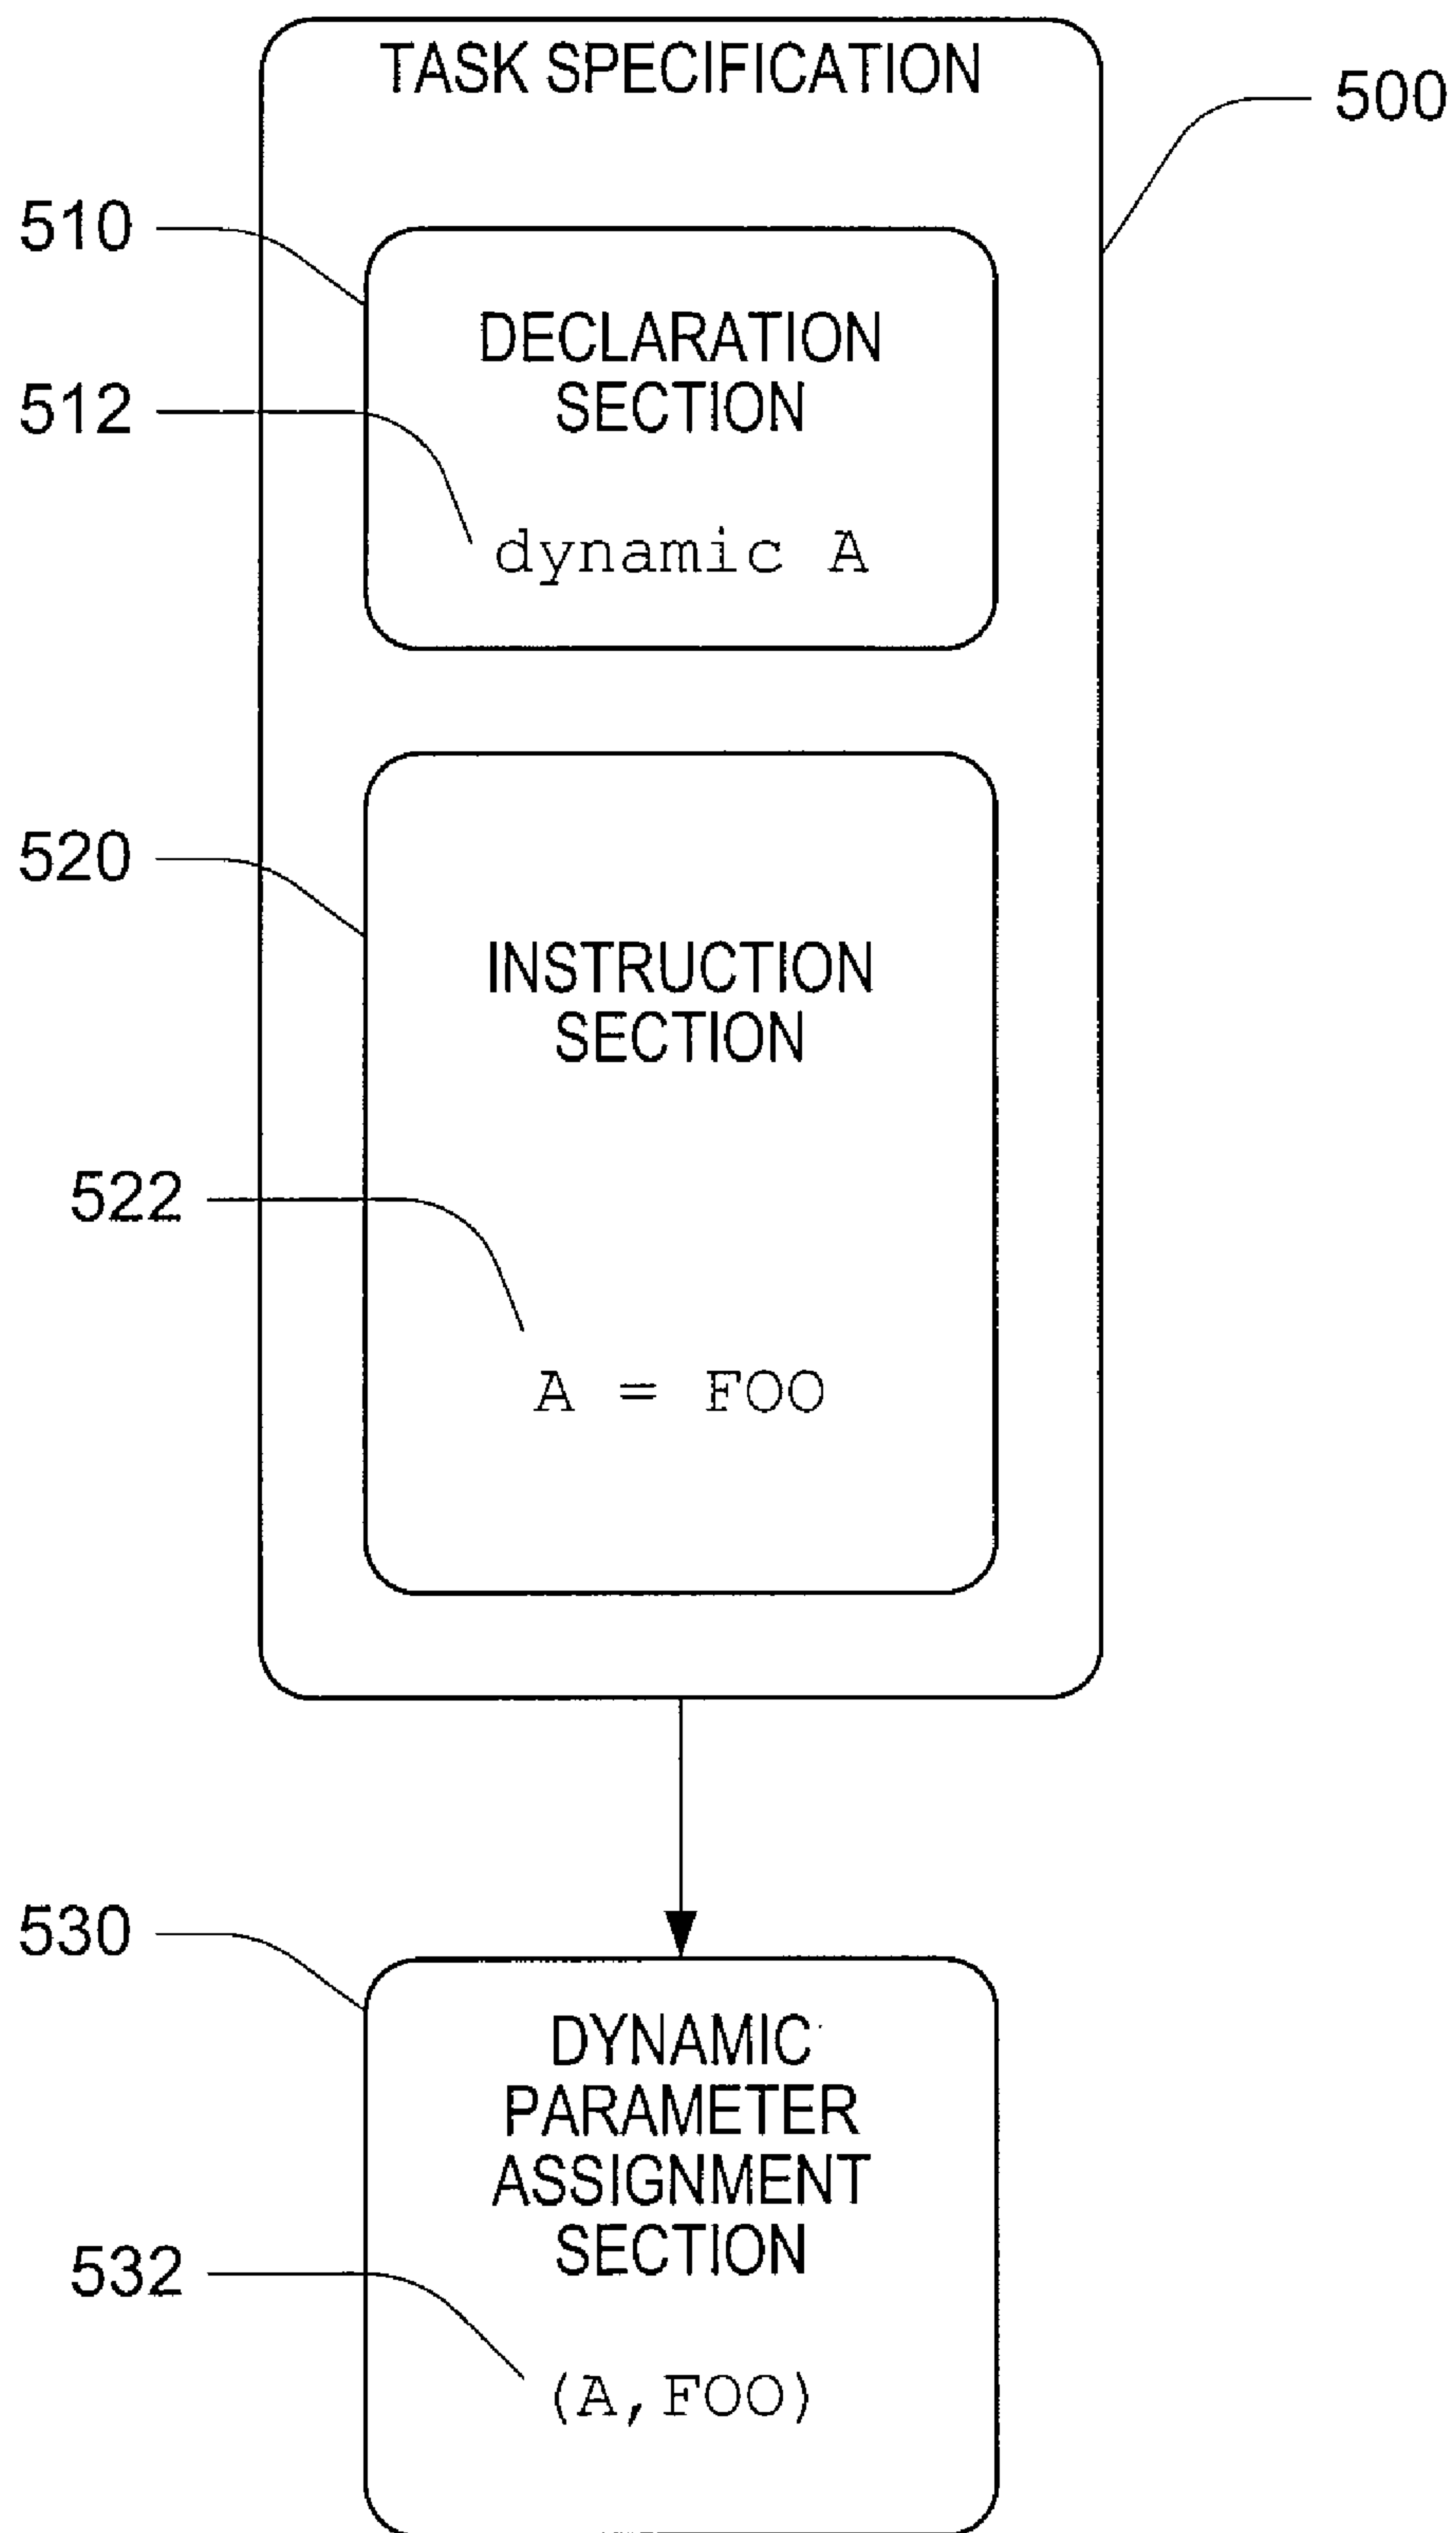 TASK SPECIFICATION
500
510
DECLARATION
SECTION
512
dynamic A
520
INSTRUCTION
SECTION
522
A = FOO
530
DYNAMIC
PARAMETER
ASSIGNMENT
SECTION
532
(A,FOO)